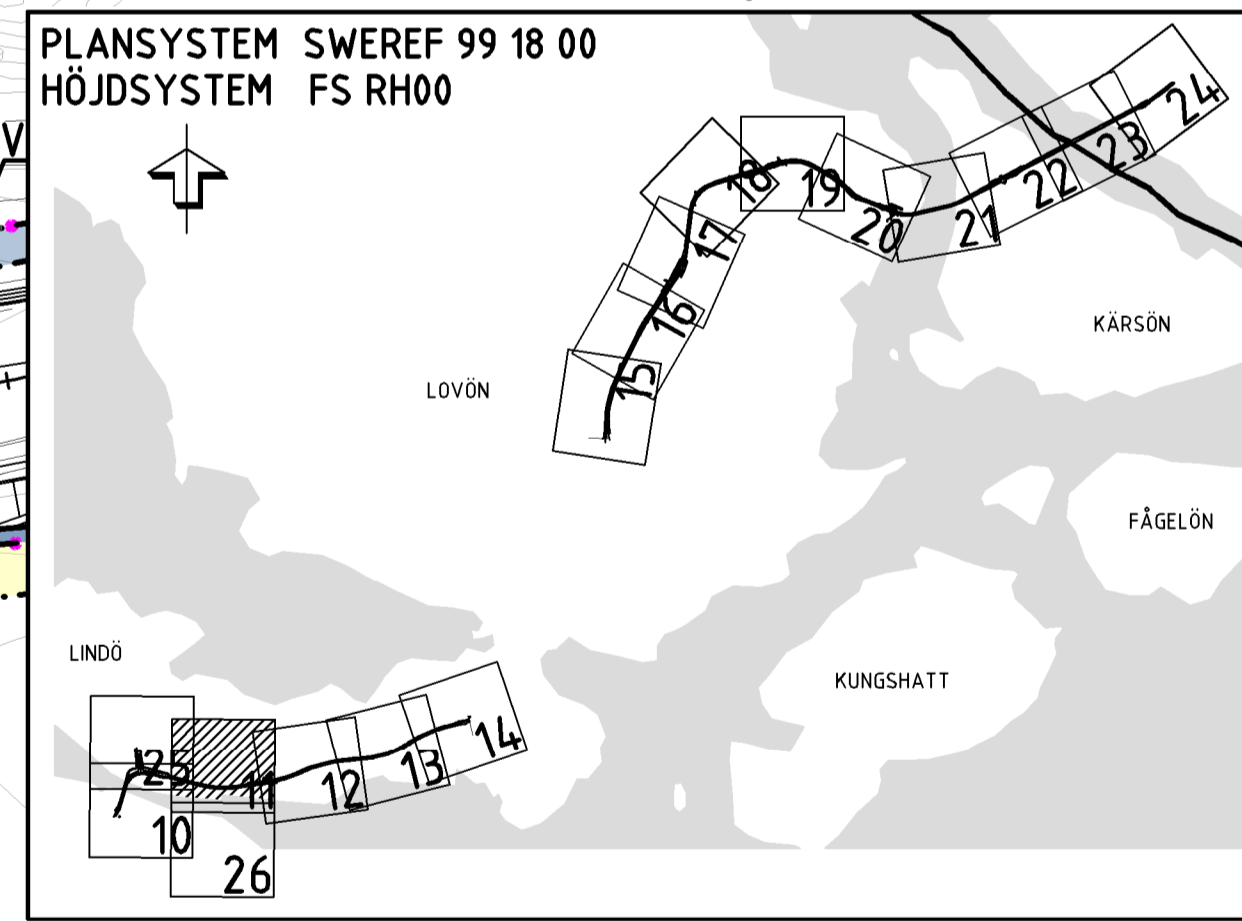 PLANSYSTEM SWEREF 99 18 00
HÖJDSYSTEM FS RH00
V
24
23
22
21
20
19
18
17
16
15
KÄRSÖN
LOVÖN
FÅGELÖN
LINDÖ
KUNGSHATT
14
13
12
11
25
10
26